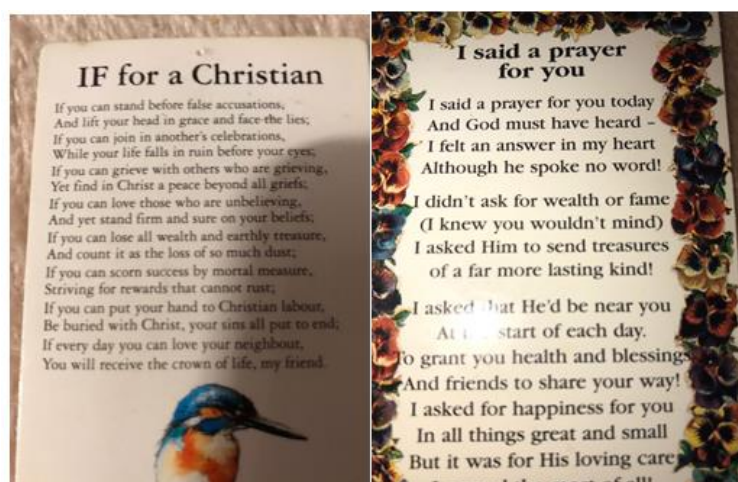 IF for a Christian
If you can stand before false accusations,
And lift your head in grace and face the lies;
If you can join in another's celebrations,
While your life falls in ruin before your eyes;
If you can grieve with others who are grieving,
Yet find in Christ a peace beyond all griefs;
If you can love those who are unbelieving,
And yet stand firm and sure on your beliefs;
If you can lose all wealth and earthly treasure,
And count it as the loss of so much dust;
If you can scorn success by mortal measure,
Striving for rewards that cannot rust;
If you can put your hand to Christian labour,
Be buried with Christ, your sins all put to end;
If every day you can love your neighbour,
You will receive the crown of life, my friend.
I said a prayer
for you
I said a prayer for you today
And God must have heard –
I felt an answer in my heart
Although he spoke no word!
I didn't ask for wealth or fame
(I knew you wouldn't mind)
I asked Him to send treasures
of a far more lasting kind!
I asked that He'd be near you
At the start of each day.
To grant you health and blessings
And friends to share your way!
I asked for happiness for you
In all things great and small
But it was for His loving care